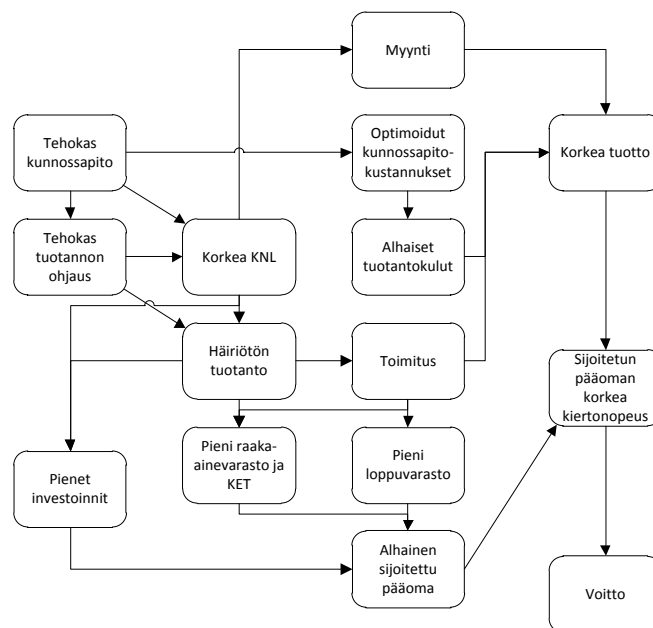 Myynti
Tehokas
kunnossapito
Optimoidut
kunnossapito-
kustannukset
Korkea tuotto
Tehokas
tuotannon
ohjaus
Korkea KNL
Alhaiset
tuotantokulut
Häiriötön
tuotanto
Toimitus
Sijoitetun
pääoman
korkea
kiertonopeus
Pienet
investoinnit
Pieni raaka-
ainevarasto ja
KET
Pieni
loppuvarasto
Alhainen
sijoitettu
pääoma
Voitto